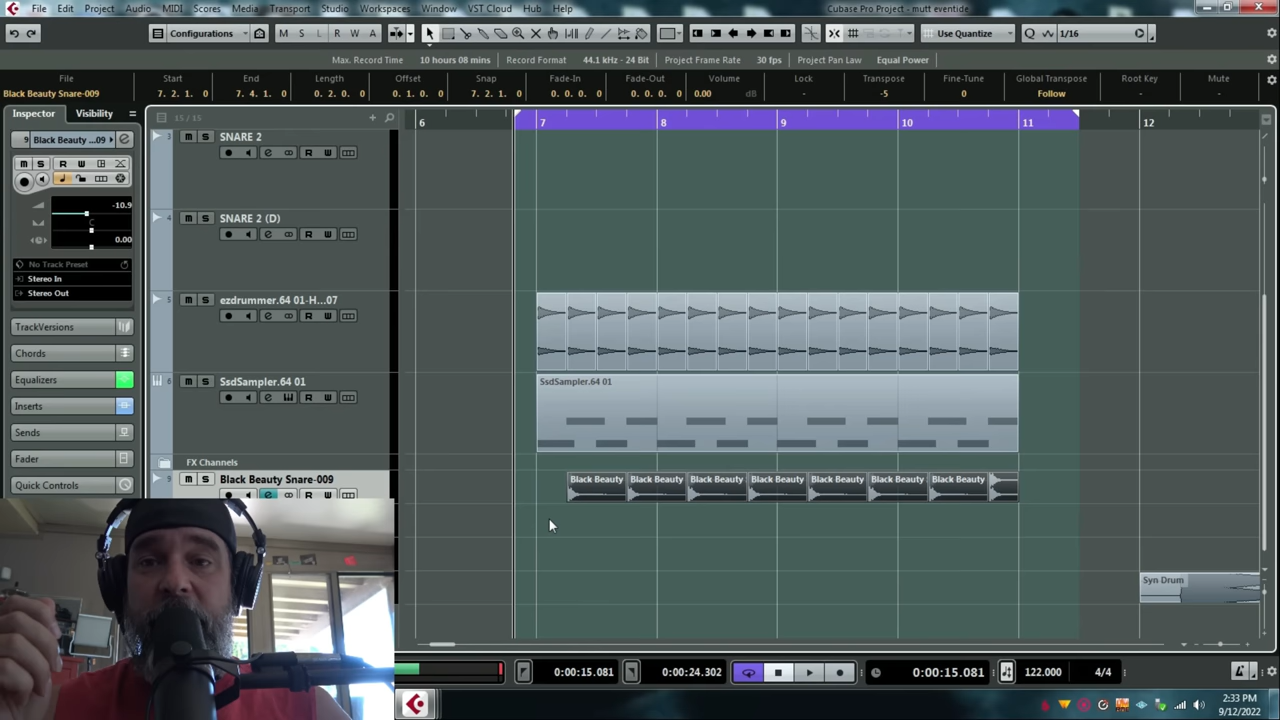 File Edit Project Audio MIDI Scores Media Transport Studio Workspaces Window VST Cloud Hub Help
Cubase Pro Project - mutt eventide
Configurations M S L R W A Use Quantize Q 1/16
Max. Record Time 10 hours 08 mins Record Format 44.1 kHz - 24 Bit Project Frame Rate 30 fps Project Pan Law Equal Power
File Start End Length Offset Snap Fade-In Fade-Out Volume Lock Transpose Fine-Tune Global Transpose Root Key Mute
Black Beauty Snare-009 7. 2. 1. 0 7. 4. 1. 0 0. 2. 0. 0 0. 1. 0. 0 7. 2. 1. 0 0. 0. 0. 0 0. 0. 0. 0 0.00 dB - -5 0 Follow - -
Inspector Visibility
15 / 15
6 7 8 9 10 11 12
9 Black Beauty ...09
m S R W
-10.9
C
0.00
No Track Preset
Stereo In
Stereo Out
TrackVersions
Chords
Equalizers
Inserts
Sends
Fader
Quick Controls
3 m S SNARE 2
R W
4 m S SNARE 2 (D)
R W
5 m S ezdrummer.64 01-H...07
R W
6 m S SsdSampler.64 01
R W
SsdSampler.64 01
FX Channels
9 m S Black Beauty Snare-009
R W
Black Beauty Black Beauty Black Beauty Black Beauty Black Beauty Black Beauty Black Beauty
Syn Drum
0:00:15.081 0:00:24.302 0:00:15.081 122.000 4/4
2:33 PM
9/12/2022